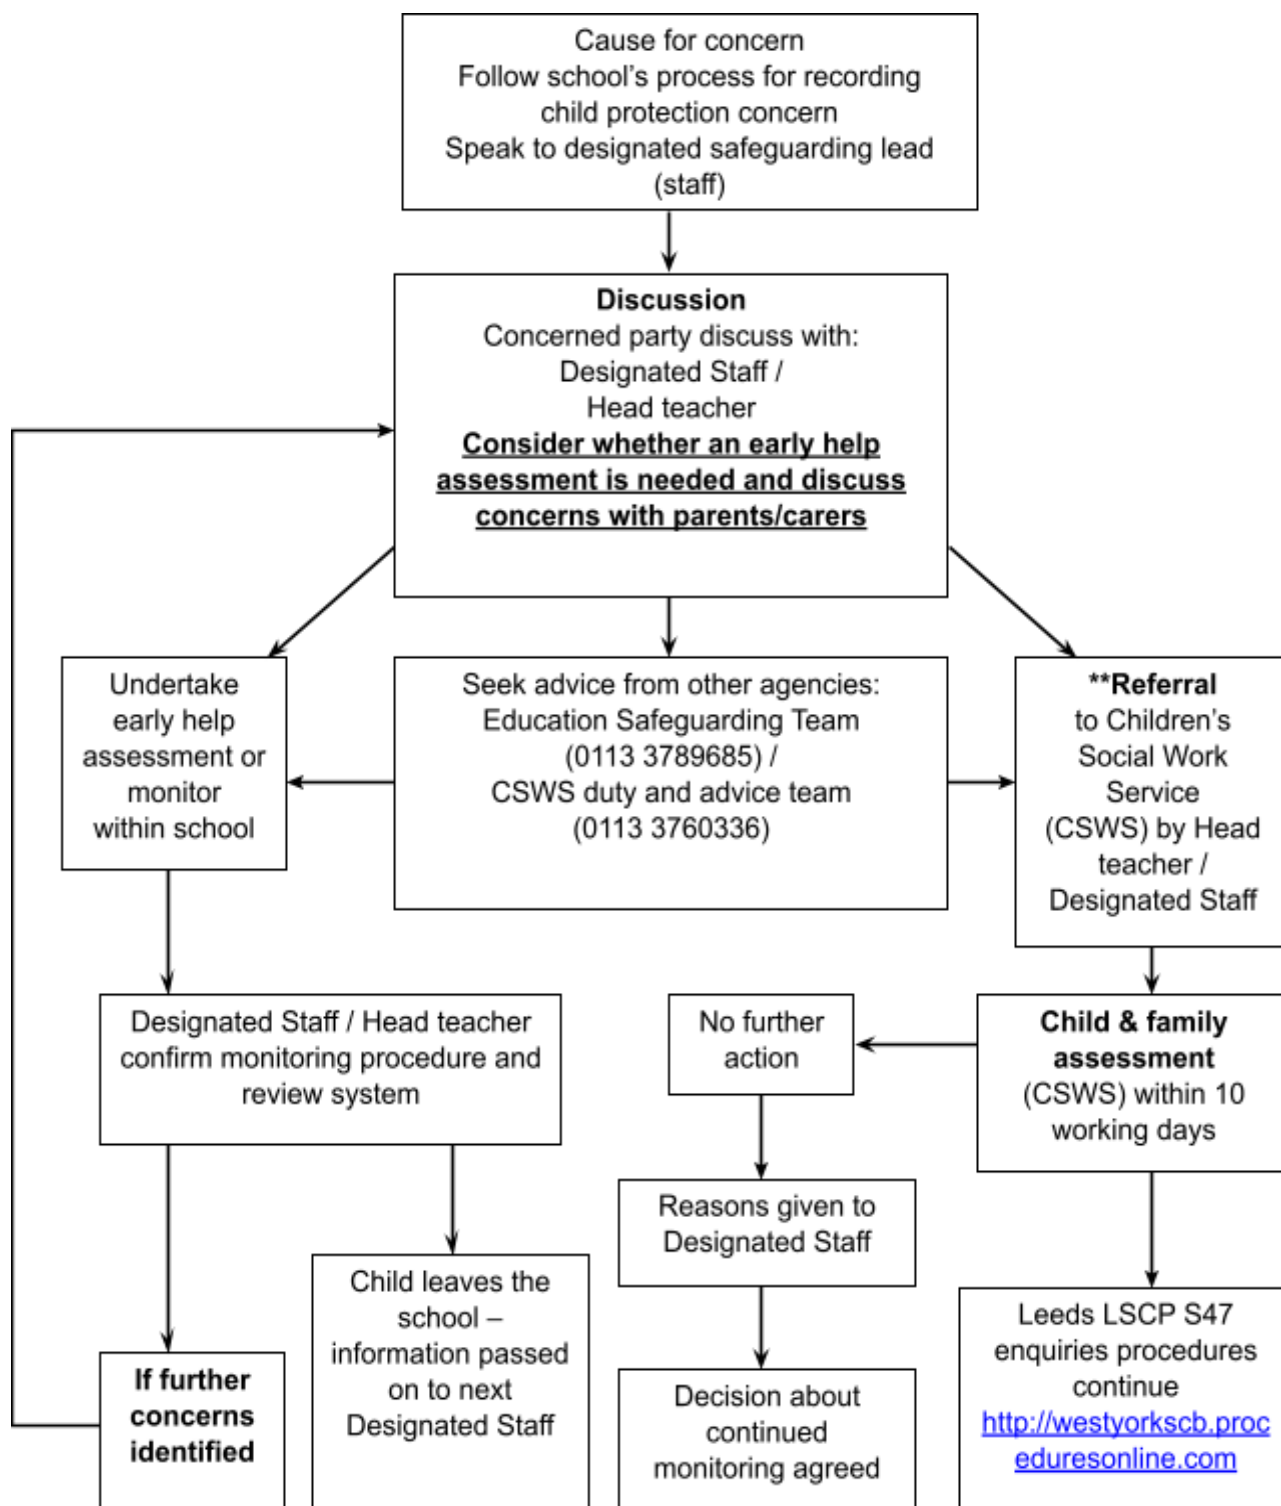 Cause for concern
Follow school’s process for recording
child protection concern
Speak to designated safeguarding lead
(staff)
Discussion
Concerned party discuss with:
Designated Staff /
Head teacher
Consider whether an early help
assessment is needed and discuss
concerns with parents/carers
Undertake
early help
assessment or
monitor
within school
Seek advice from other agencies:
Education Safeguarding Team
(0113 3789685) /
CSWS duty and advice team
(0113 3760336)
**Referral
to Children’s
Social Work
Service
(CSWS) by Head
teacher /
Designated Staff
Designated Staff / Head teacher
confirm monitoring procedure and
review system
No further
action
Child & family
assessment
(CSWS) within 10
working days
Reasons given to
Designated Staff
If further
concerns
identified
Child leaves the
school –
information passed
on to next
Designated Staff
Decision about
continued
monitoring agreed
Leeds LSCP S47
enquiries procedures
continue
http://westyorkscb.proc
eduresonline.com